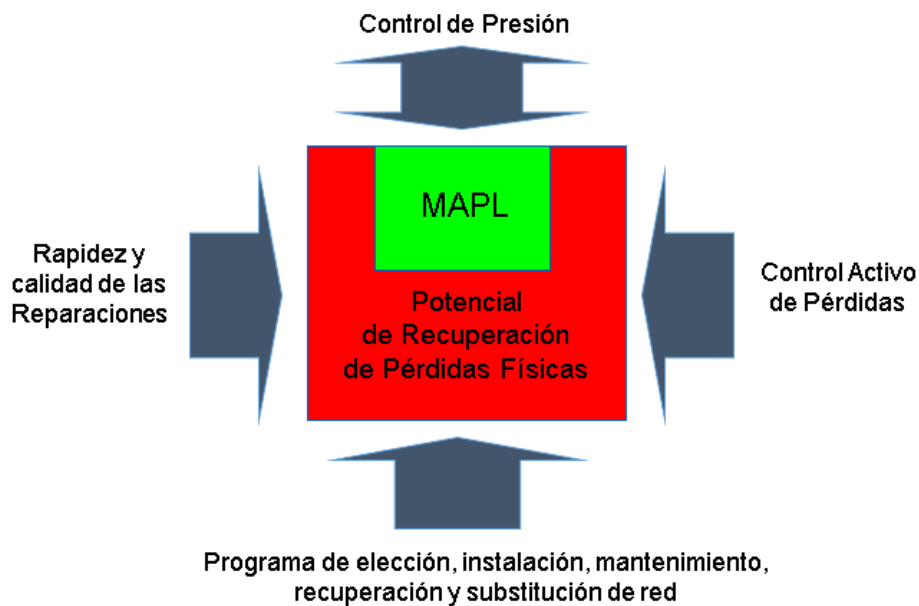 Control de Presión
MAPL
Rapidez y
calidad de las
Reparaciones
Potencial
de Recuperación
de Pérdidas Físicas
Control Activo
de Pérdidas
Programa de elección, instalación, mantenimiento,
recuperación y substitución de red